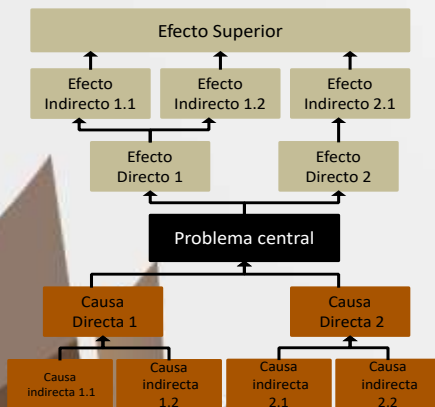 Efecto Superior
Efecto
Indirecto 1.1
Efecto
Indirecto 1.2
Efecto
Indirecto 2.1
Efecto
Directo 1
Efecto
Directo 2
Problema central
Causa
Directa 1
Causa
Directa 2
Causa
indirecta 1.1
Causa
indirecta
1.2
Causa
indirecta
2.1
Causa
indirecta
2.2